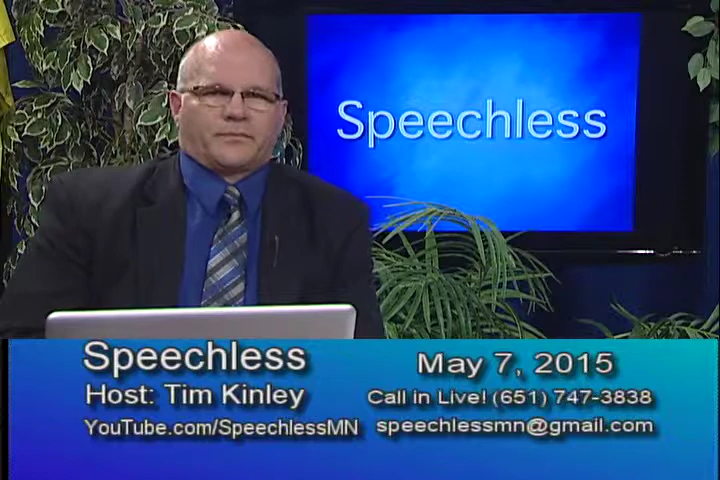 Speechless
Speechless
Host: Tim Kinley
YouTube.com/SpeechlessMN
May 7, 2015
Call in Live! (651) 747-3838
speechlessmn@gmail.com